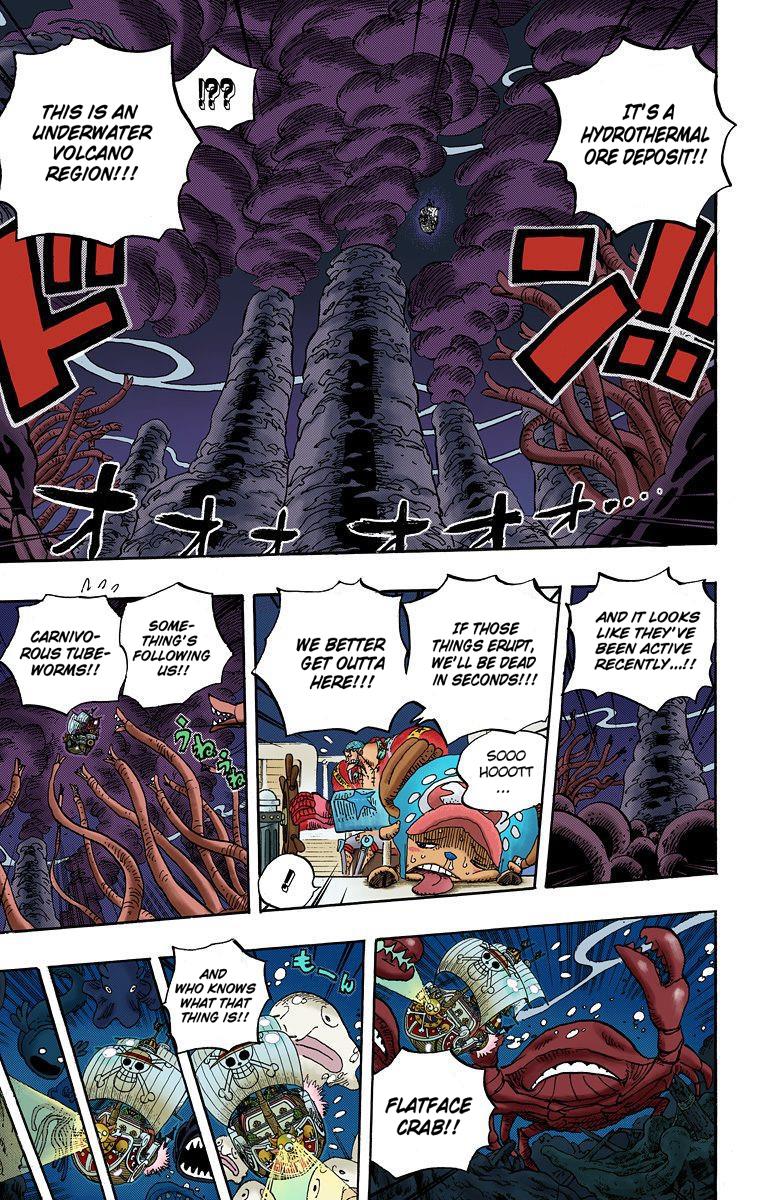 IT'S A
HYDROTHERMAL
ORE DEPOSIT!!
!??
THIS IS AN
UNDERWATER
VOLCANO
REGION!!!
ドン!!
オオオオオオ....
AND IT LOOKS
LIKE THEY'VE
BEEN ACTIVE
RECENTLY...!!
IF THOSE
THINGS ERUPT,
WE'LL BE DEAD
IN SECONDS!!!
WE BETTER
GET OUTTA
HERE!!!
SOOO
HOOOTT
...
!
SOME-
THING'S
FOLLOWING
US!!
CARNIVO-
ROUS TUBE-
WORMS!!
うねうね
FLATFACE
CRAB!!
もーん
AND
WHO KNOWS
WHAT THAT
THING IS!!